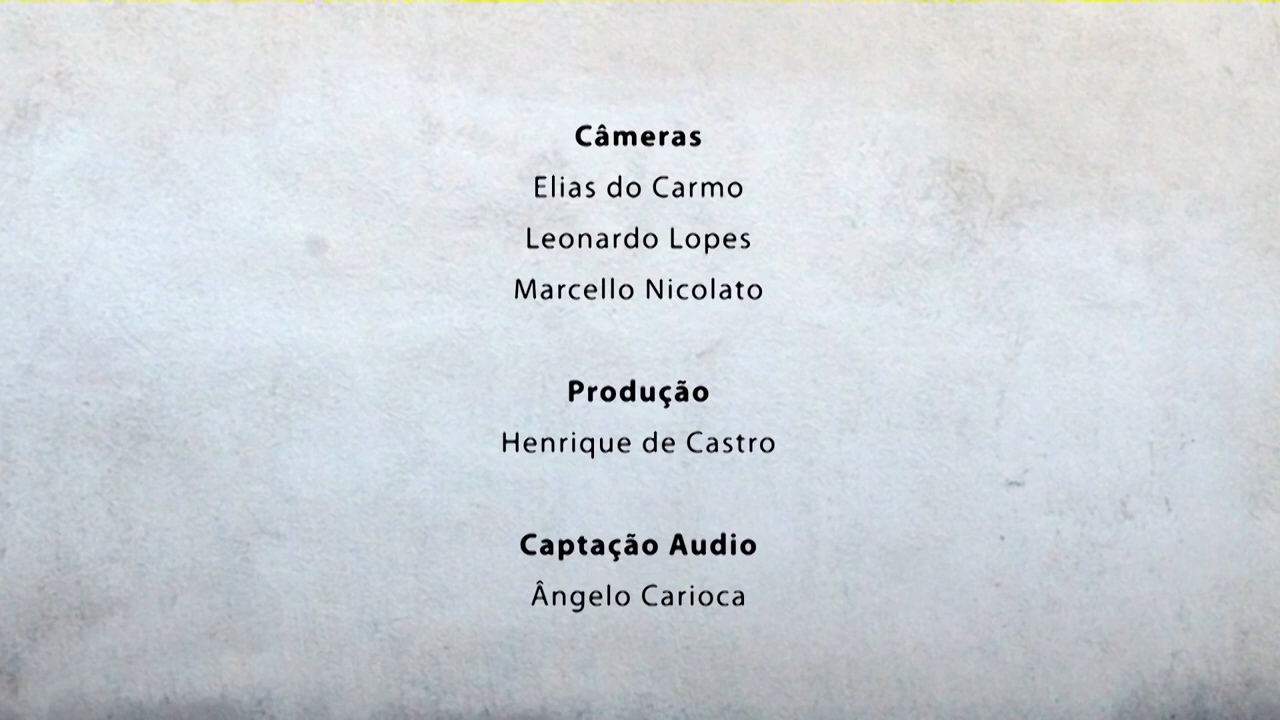 Câmeras
Elias do Carmo
Leonardo Lopes
Marcello Nicolato
Produção
Henrique de Castro
Captação Audio
Ângelo Carioca